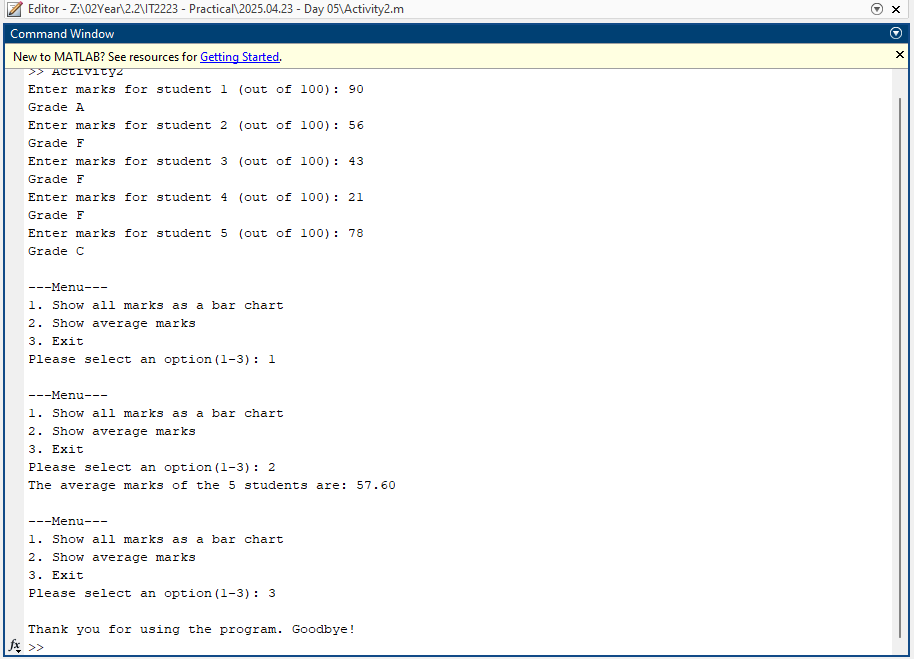 Editor - Z:\02Year\2.2\IT2223 - Practical\2025.04.23 - Day 05\Activity2.m
Command Window
New to MATLAB? See resources for Getting Started.
>> Activity2
Enter marks for student 1 (out of 100): 90
Grade A
Enter marks for student 2 (out of 100): 56
Grade F
Enter marks for student 3 (out of 100): 43
Grade F
Enter marks for student 4 (out of 100): 21
Grade F
Enter marks for student 5 (out of 100): 78
Grade C
---Menu---
1. Show all marks as a bar chart
2. Show average marks
3. Exit
Please select an option(1-3): 1
---Menu---
1. Show all marks as a bar chart
2. Show average marks
3. Exit
Please select an option(1-3): 2
The average marks of the 5 students are: 57.60
---Menu---
1. Show all marks as a bar chart
2. Show average marks
3. Exit
Please select an option(1-3): 3
Thank you for using the program. Goodbye!
fx >>